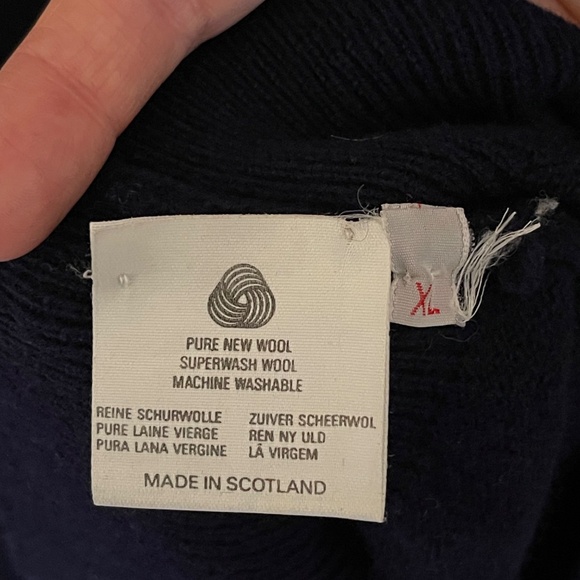 PURE NEW WOOL
SUPERWASH WOOL
MACHINE WASHABLE
REINE SCHURWOLLE
PURE LAINE VIERGE
PURA LANA VERGINE
ZUIVER SCHEERWOL
REN NY ULD
LÃ VIRGEM
MADE IN SCOTLAND
XL